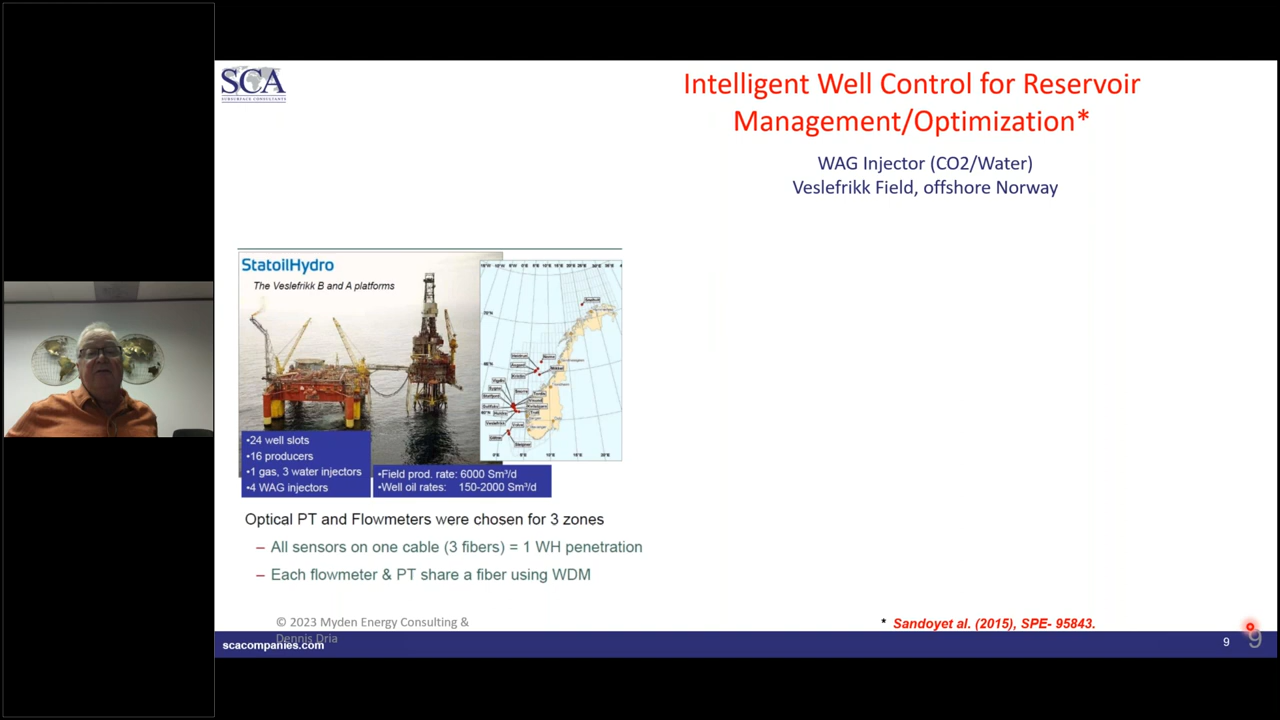 SCA
SUBSURFACE CONSULTANTS
Intelligent Well Control for Reservoir
Management/Optimization*
WAG Injector (CO2/Water)
Veslefrikk Field, offshore Norway
StatoilHydro
The Veslefrikk B and A platforms
•24 well slots
•16 producers
•1 gas, 3 water injectors
•4 WAG injectors
•Field prod. rate: 6000 Sm³/d
•Well oil rates: 150-2000 Sm³/d
Optical PT and Flowmeters were chosen for 3 zones
– All sensors on one cable (3 fibers) = 1 WH penetration
– Each flowmeter & PT share a fiber using WDM
© 2023 Myden Energy Consulting &
Dennis Dria
* Sandoyet al. (2015), SPE- 95843.
scacompanies.com
9
9